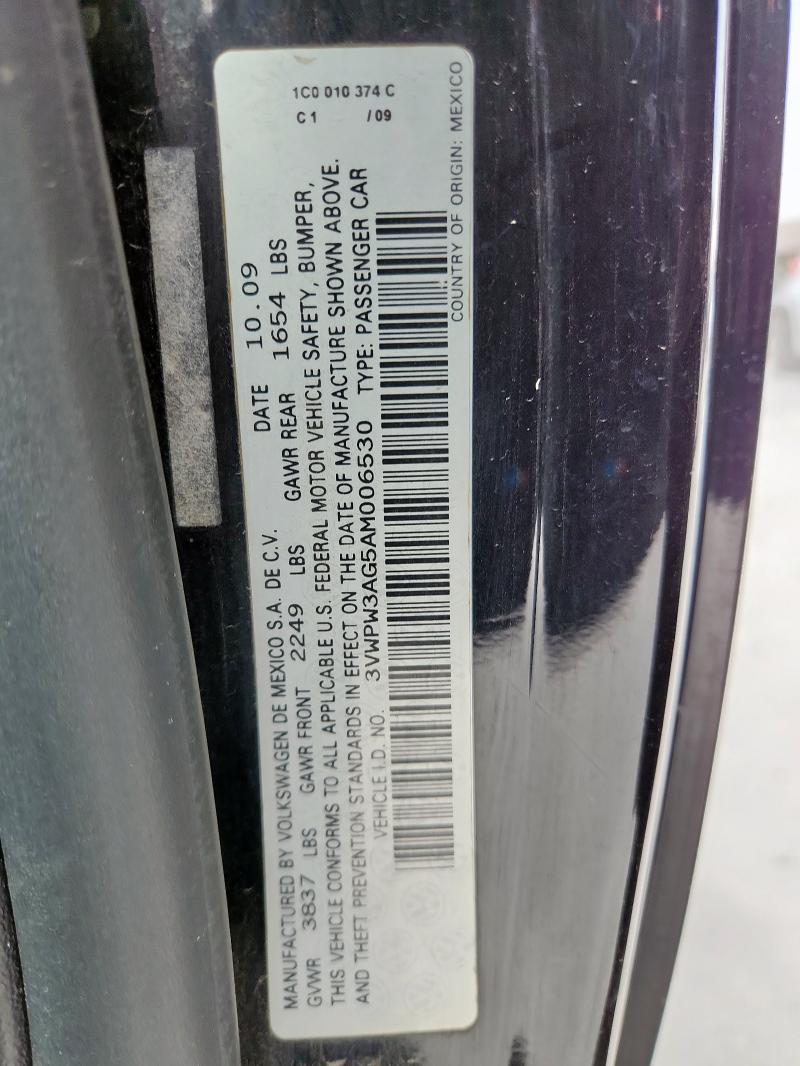 MANUFACTURED BY VOLKSWAGEN DE MEXICO S.A. DE C.V. DATE 10.09
GVWR 3837 LBS GAWR FRONT 2249 LBS GAWR REAR 1654 LBS
THIS VEHICLE CONFORMS TO ALL APPLICABLE U.S. FEDERAL MOTOR VEHICLE SAFETY, BUMPER,
AND THEFT PREVENTION STANDARDS IN EFFECT ON THE DATE OF MANUFACTURE SHOWN ABOVE.
VEHICLE I.D. NO. 3VWPW3AG5AM006530 TYPE: PASSENGER CAR
COUNTRY OF ORIGIN: MEXICO
1C0 010 374 C
C1 /09